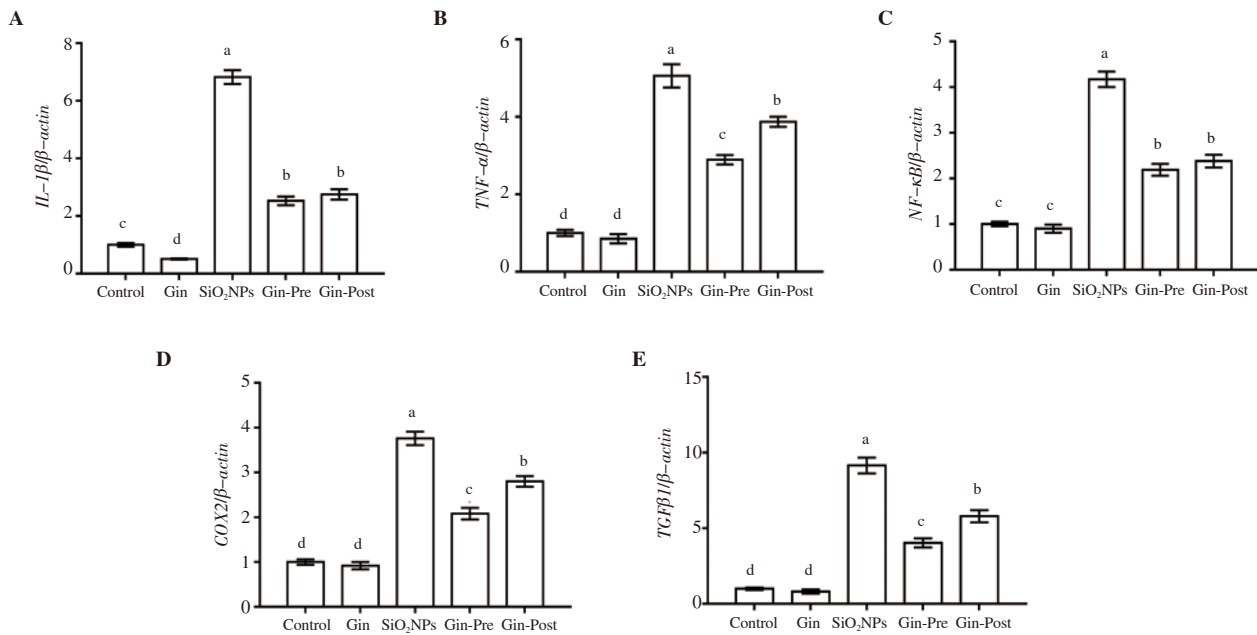 A
IL-1β/β-actin
8
6
4
2
0
c
d
a
b
b
Control Gin SiO₂NPs Gin-Pre Gin-Post
B
TNF-α/β-actin
6
4
2
0
d
d
a
c
b
Control Gin SiO₂NPs Gin-Pre Gin-Post
C
NF-κB/β-actin
5
4
3
2
1
0
c
c
a
b
b
Control Gin SiO₂NPs Gin-Pre Gin-Post
D
COX2/β-actin
5
4
3
2
1
0
d
d
a
c
b
Control Gin SiO₂NPs Gin-Pre Gin-Post
E
TGFβ1/β-actin
15
10
5
0
d
d
a
c
b
Control Gin SiO₂NPs Gin-Pre Gin-Post